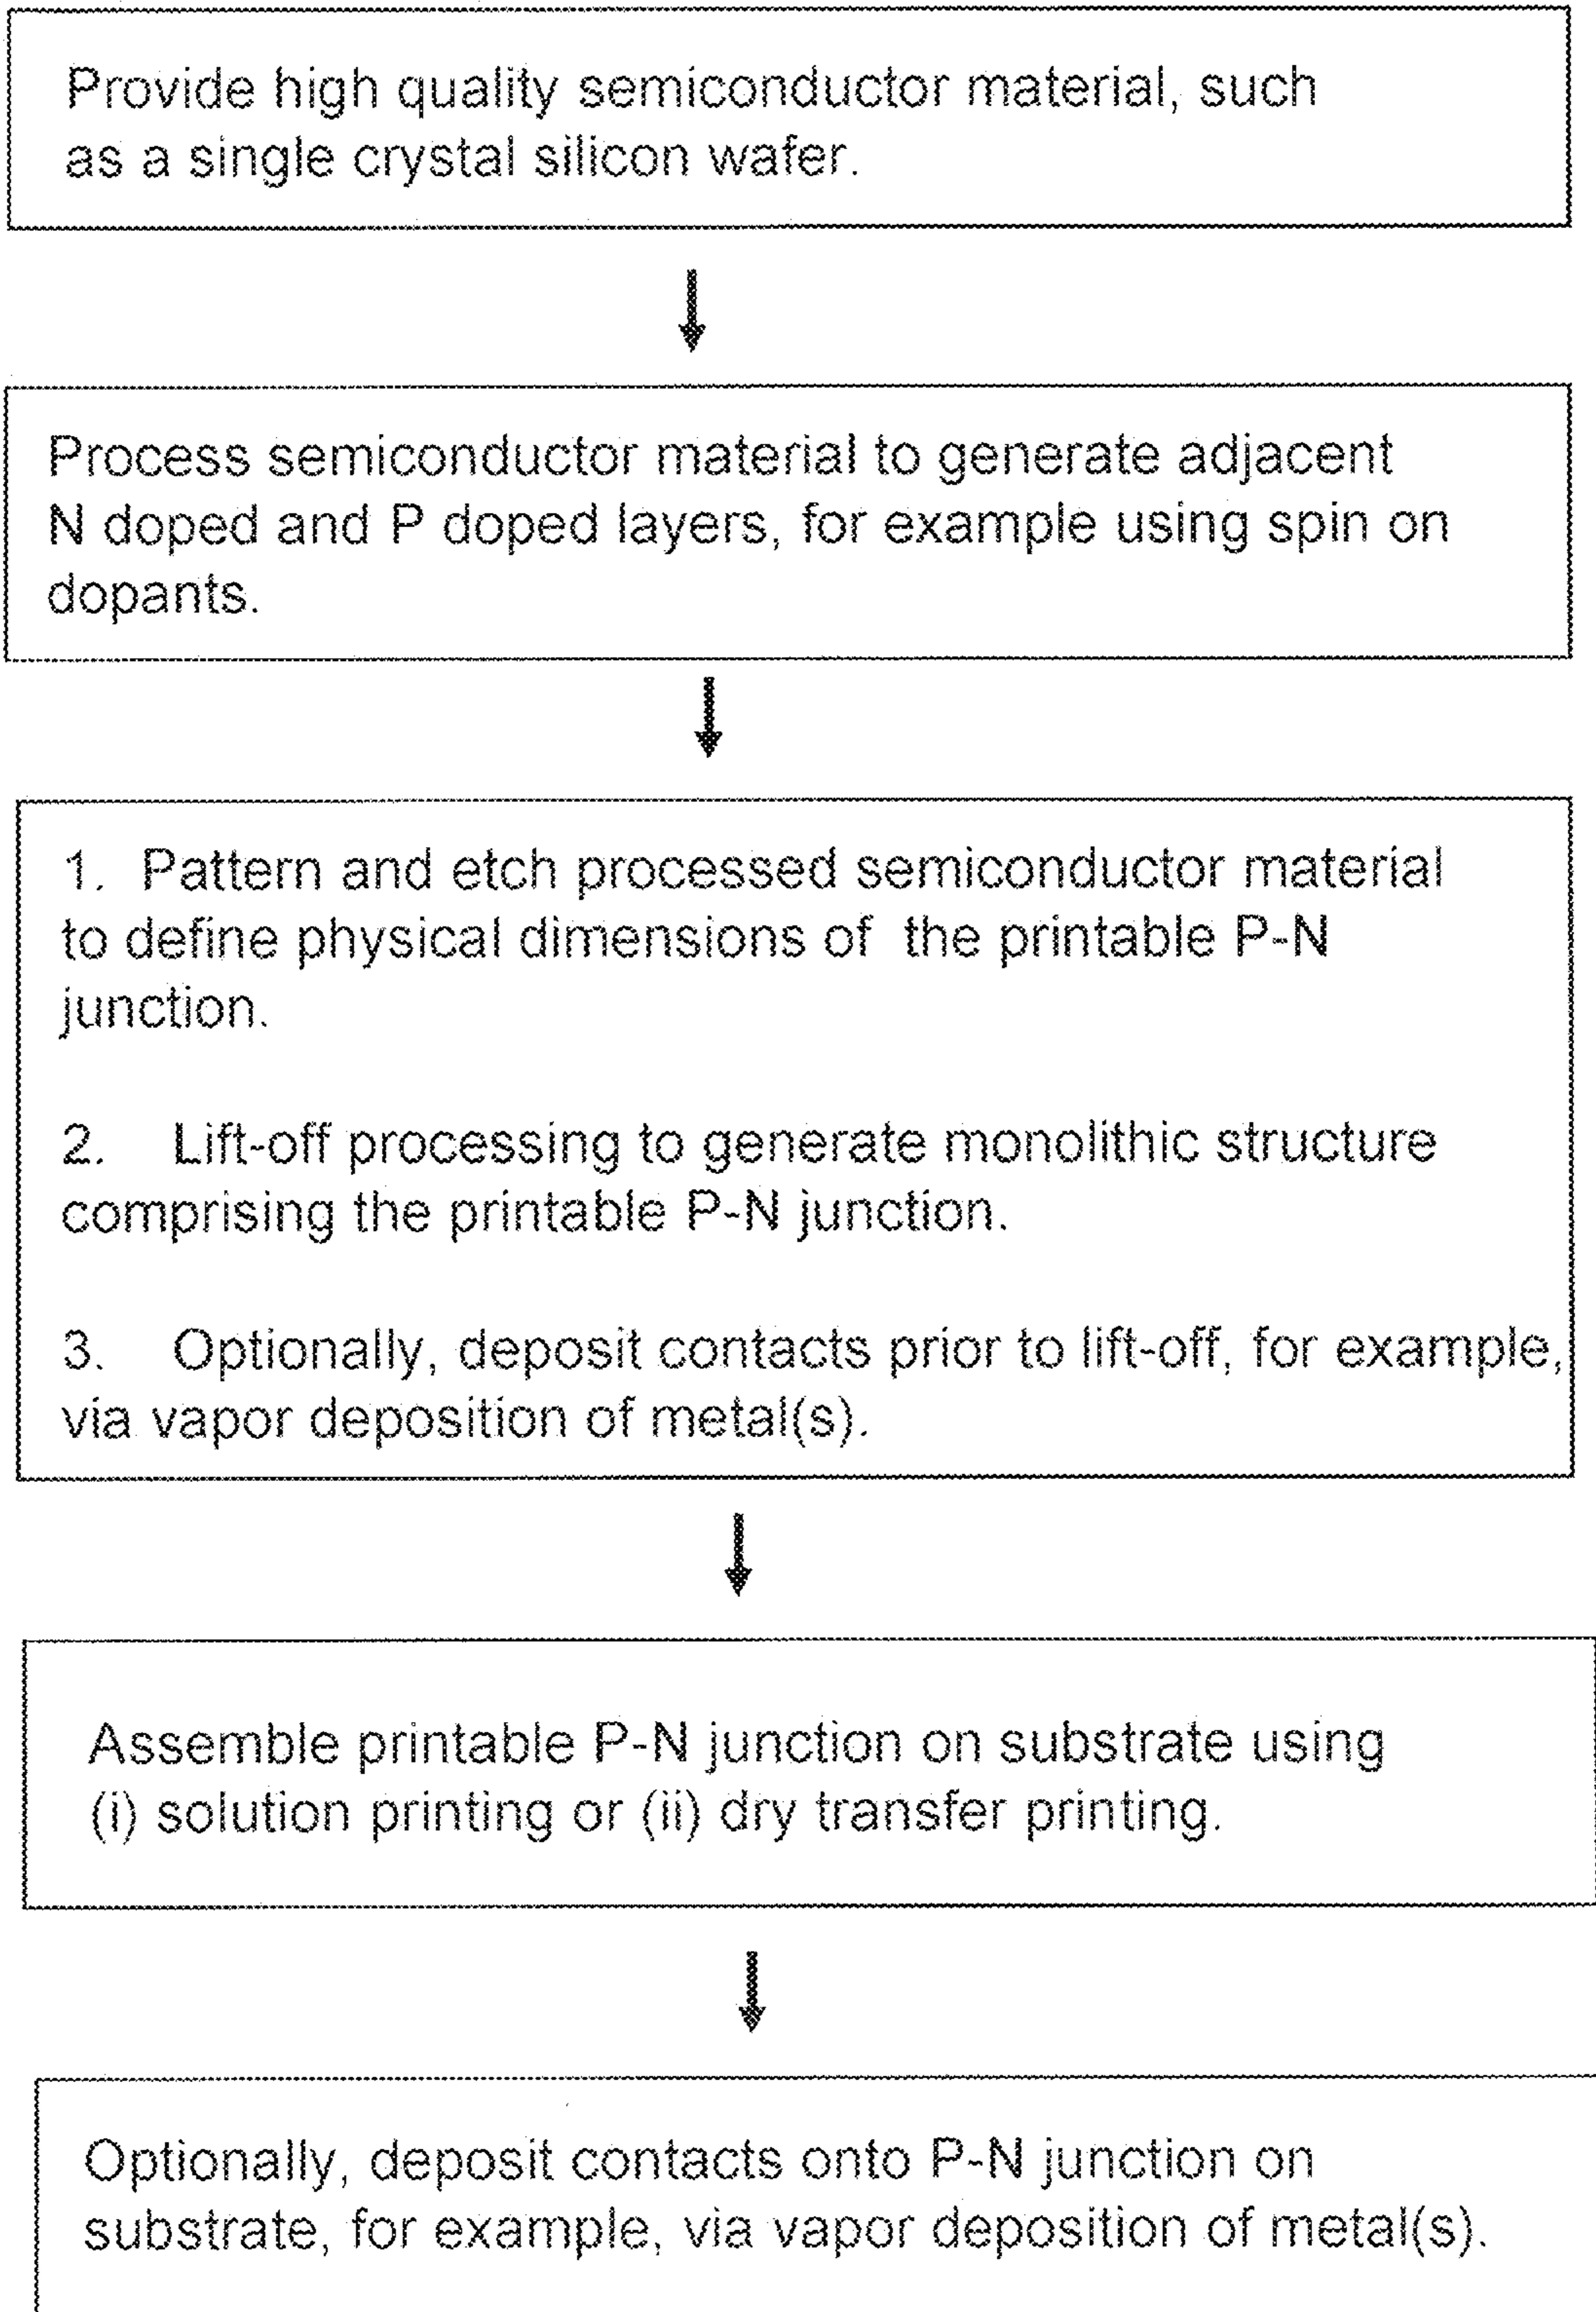 Provide high quality semiconductor material, such
as a single crystal silicon wafer.
Process semiconductor material to generate adjacent
N doped and P doped layers, for example using spin on
dopants.
1. Pattern and etch processed semiconductor material
to define physical dimensions of the printable P-N
junction.
2. Lift-off processing to generate monolithic structure
comprising the printable P-N junction.
3. Optionally, deposit contacts prior to lift-off, for example,
via vapor deposition of metal(s).
Assemble printable P-N junction on substrate using
(i) solution printing or (ii) dry transfer printing.
Optionally, deposit contacts onto P-N junction on
substrate, for example, via vapor deposition of metal(s).